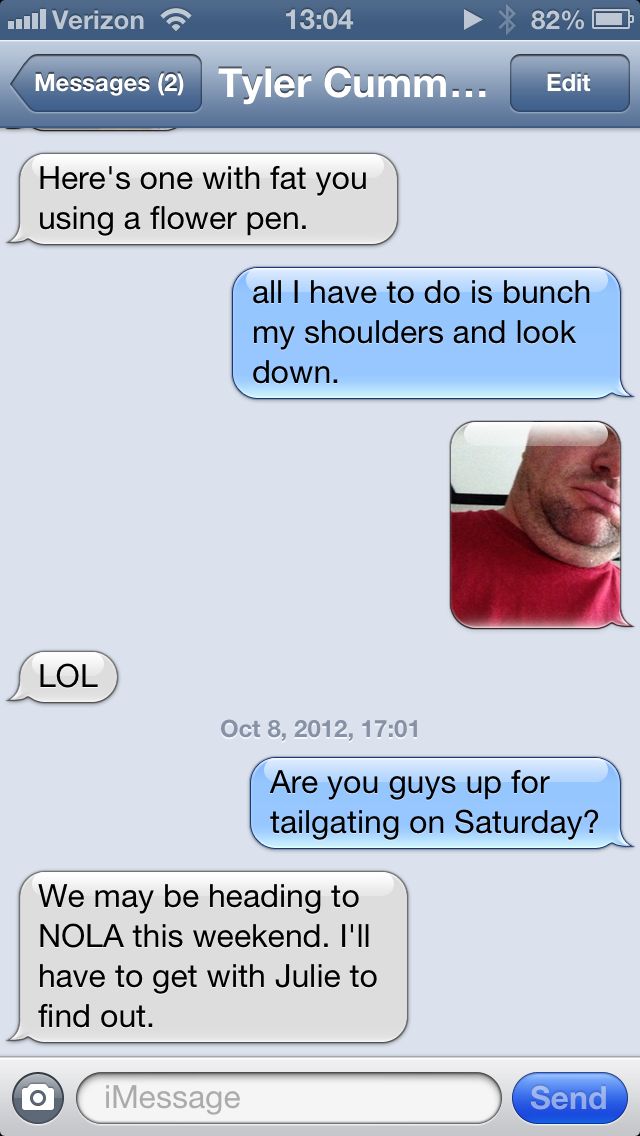 Verizon 13:04 82%
Messages (2) Tyler Cumm... Edit
Here's one with fat you
using a flower pen.
all I have to do is bunch
my shoulders and look
down.
LOL
Oct 8, 2012, 17:01
Are you guys up for
tailgating on Saturday?
We may be heading to
NOLA this weekend. I'll
have to get with Julie to
find out.
iMessage Send